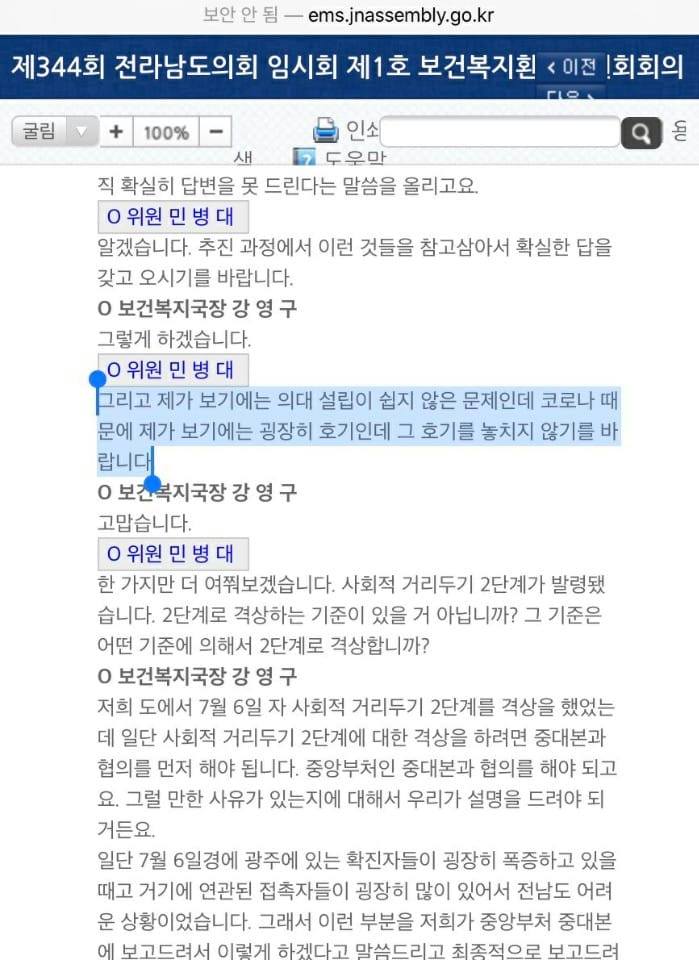 보안 안 됨 — ems.jnassembly.go.kr
제344회 전라남도의회 임시회 제1호 보건복지환 < 이전 회회의
다음 >
굴림 + 100% − 인쇄 용
색 도움말
직 확실히 답변을 못 드린다는 말씀을 올리고요.
O 위원 민 병 대
알겠습니다. 추진 과정에서 이런 것들을 참고삼아서 확실한 답을
갖고 오시기를 바랍니다.
O 보건복지국장 강 영 구
그렇게 하겠습니다.
O 위원 민 병 대
그리고 제가 보기에는 의대 설립이 쉽지 않은 문제인데 코로나 때
문에 제가 보기에는 굉장히 호기인데 그 호기를 놓치지 않기를 바
랍니다
O 보건복지국장 강 영 구
고맙습니다.
O 위원 민 병 대
한 가지만 더 여쭤보겠습니다. 사회적 거리두기 2단계가 발령됐
습니다. 2단계로 격상하는 기준이 있을 거 아닙니까? 그 기준은
어떤 기준에 의해서 2단계로 격상합니까?
O 보건복지국장 강 영 구
저희 도에서 7월 6일 자 사회적 거리두기 2단계를 격상을 했었는
데 일단 사회적 거리두기 2단계에 대한 격상을 하려면 중대본과
협의를 먼저 해야 됩니다. 중앙부처인 중대본과 협의를 해야 되고
요. 그럴 만한 사유가 있는지에 대해서 우리가 설명을 드려야 되
거든요.
일단 7월 6일경에 광주에 있는 확진자들이 굉장히 폭증하고 있을
때고 거기에 연관된 접촉자들이 굉장히 많이 있어서 전남도 어려
운 상황이었습니다. 그래서 이런 부분을 저희가 중앙부처 중대본
에 보고드려서 이렇게 하겠다고 말씀드리고 최종적으로 보고드려